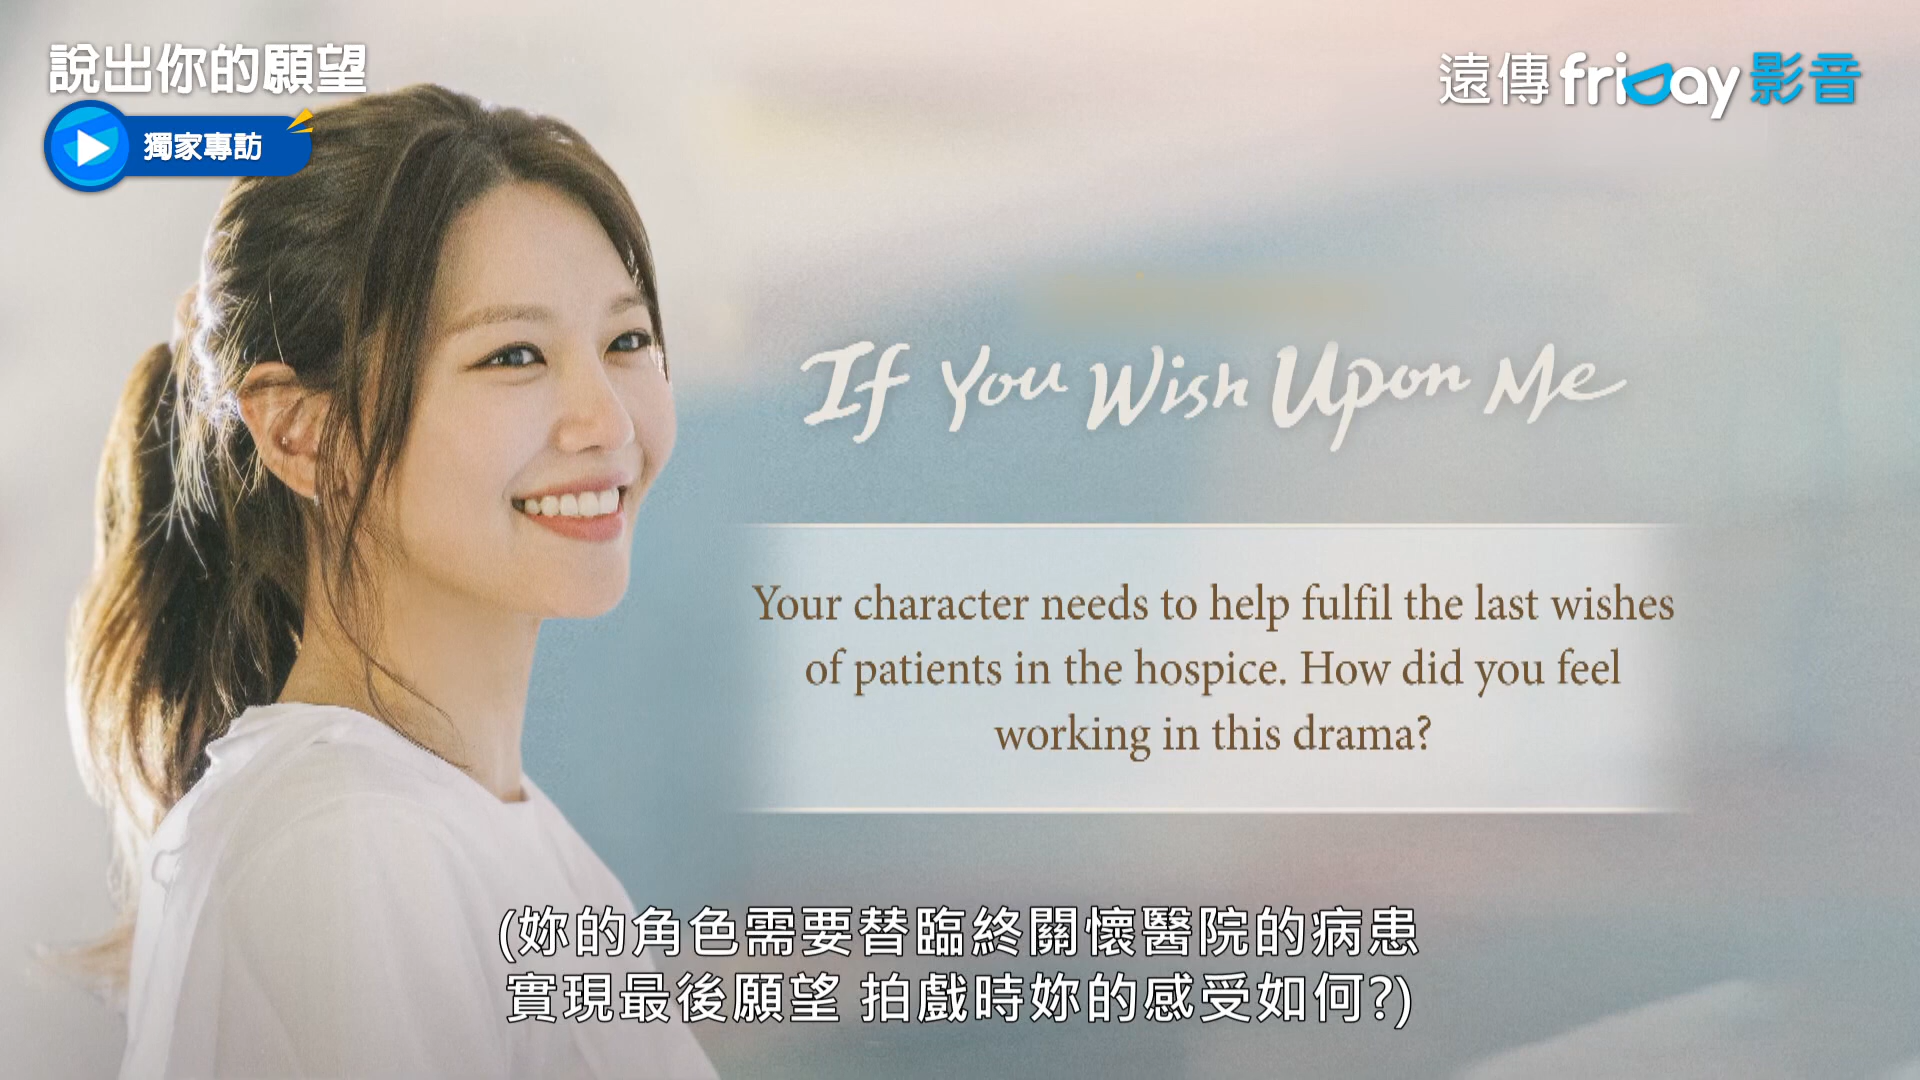 說出你的願望
獨家專訪
遠傳friDay影音
If You Wish Upon Me
Your character needs to help fulfil the last wishes
of patients in the hospice. How did you feel
working in this drama?
(妳的角色需要替臨終關懷醫院的病患
實現最後願望 拍戲時妳的感受如何?)